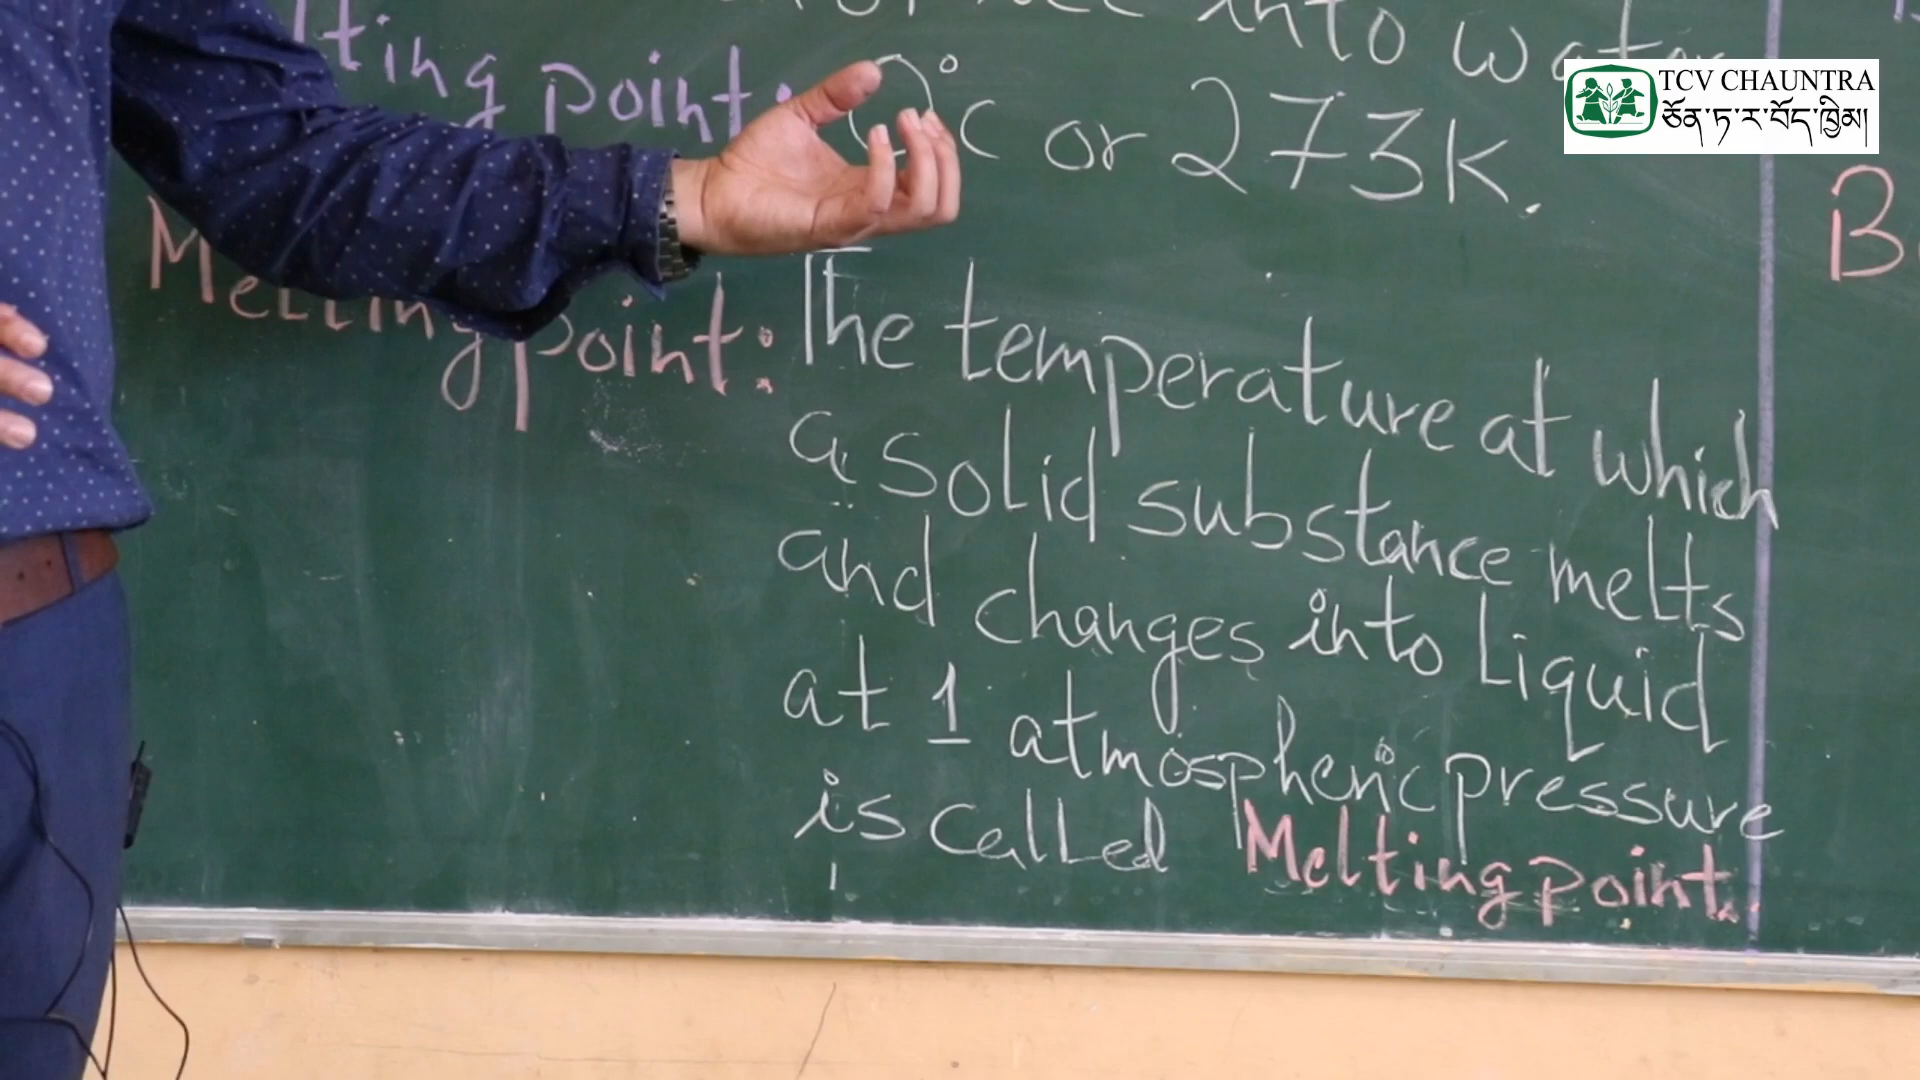 into water
point: 0°C or 273K.
Melting point: The temperature at which
a solid substance melts
and changes into Liquid
at 1 atmospheric pressure
is called Melting point.
TCV CHAUNTRA
ཅོན་ཏ་ར་བོད་ཁྱིམ།